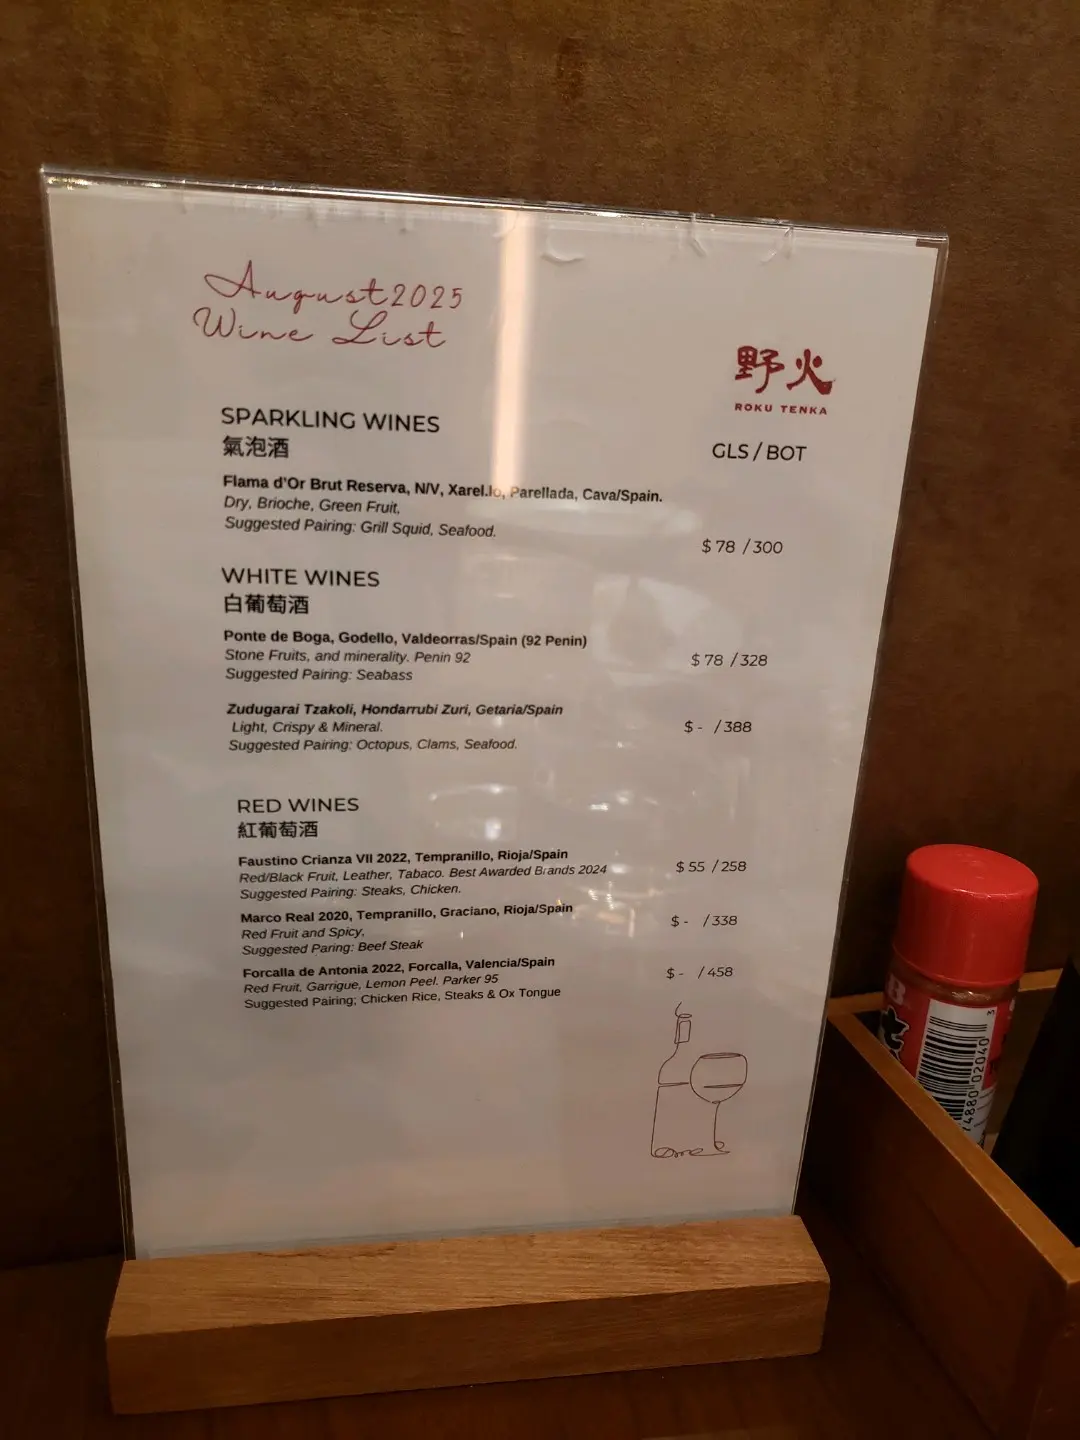 August2025
Wine List
野火
ROKU TENKA
GLS / BOT
SPARKLING WINES
氣泡酒
Flama d'Or Brut Reserva, N/V, Xarel.lo, Parellada, Cava/Spain.
Dry, Brioche, Green Fruit,
Suggested Pairing: Grill Squid, Seafood.
$ 78 / 300
WHITE WINES
白葡萄酒
Ponte de Boga, Godello, Valdeorras/Spain (92 Penin)
Stone Fruits, and minerality. Penin 92
Suggested Pairing: Seabass
$ 78 / 328
Zudugarai Tzakoli, Hondarrubi Zuri, Getaria/Spain
Light, Crispy & Mineral.
Suggested Pairing: Octopus, Clams, Seafood.
$ - / 388
RED WINES
紅葡萄酒
Faustino Crianza VII 2022, Tempranillo, Rioja/Spain
Red/Black Fruit, Leather, Tabaco. Best Awarded Brands 2024
Suggested Pairing: Steaks, Chicken.
$ 55 / 258
Marco Real 2020, Tempranillo, Graciano, Rioja/Spain
Red Fruit and Spicy,
Suggested Paring: Beef Steak
$ - / 338
Forcalla de Antonia 2022, Forcalla, Valencia/Spain
Red Fruit, Garrigue, Lemon Peel. Parker 95
Suggested Pairing; Chicken Rice, Steaks & Ox Tongue
$ - / 458
B
74880 02040 3